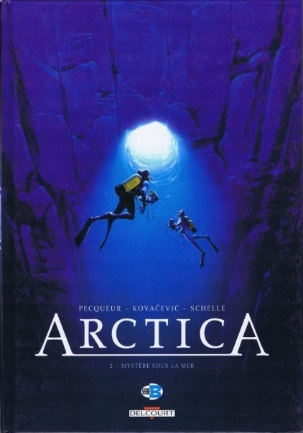 PECQUEUR - KOVAČEVIĆ - SCHELLE
ARCTICA
2 - MYSTÈRE SOUS LA MER
B
DELCOURT